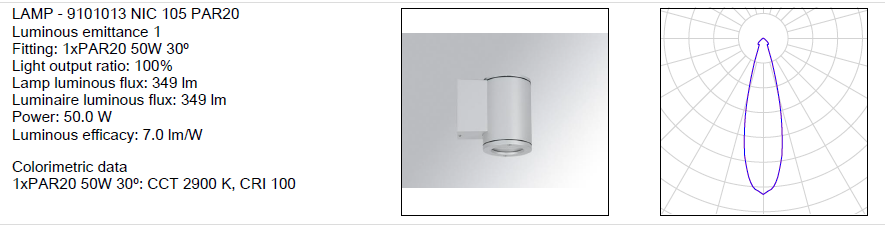 LAMP - 9101013 NIC 105 PAR20
Luminous emittance 1
Fitting: 1xPAR20 50W 30º
Light output ratio: 100%
Lamp luminous flux: 349 lm
Luminaire luminous flux: 349 lm
Power: 50.0 W
Luminous efficacy: 7.0 lm/W
Colorimetric data
1xPAR20 50W 30º: CCT 2900 K, CRI 100